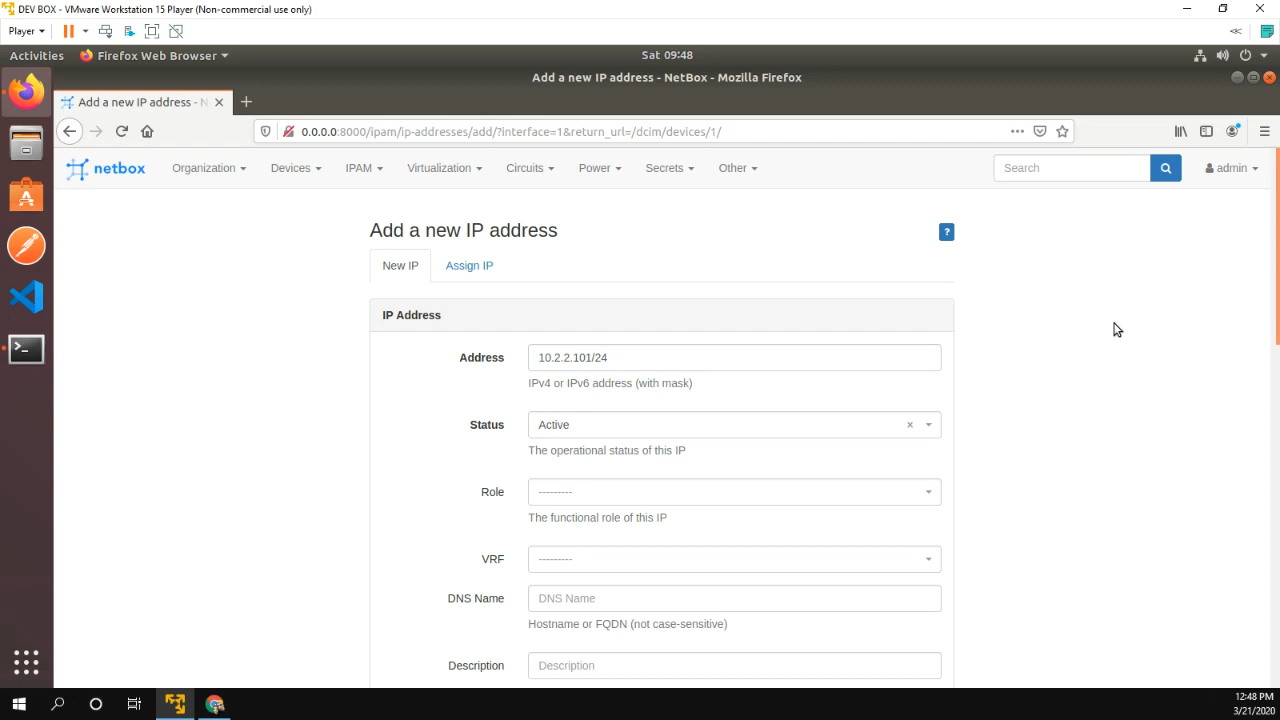 DEV BOX - VMware Workstation 15 Player (Non-commercial use only)
Player
Activities
Firefox Web Browser
Sat 09:48
Add a new IP address - NetBox - Mozilla Firefox
Add a new IP address - N
0.0.0.0:8000/ipam/ip-addresses/add/?interface=1&return_url=/dcim/devices/1/
netbox
Organization
Devices
IPAM
Virtualization
Circuits
Power
Secrets
Other
Search
admin
Add a new IP address
?
New IP
Assign IP
IP Address
Address
10.2.2.101/24
IPv4 or IPv6 address (with mask)
Status
Active
The operational status of this IP
Role
---------
The functional role of this IP
VRF
---------
DNS Name
DNS Name
Hostname or FQDN (not case-sensitive)
Description
Description
12:48 PM
3/21/2020